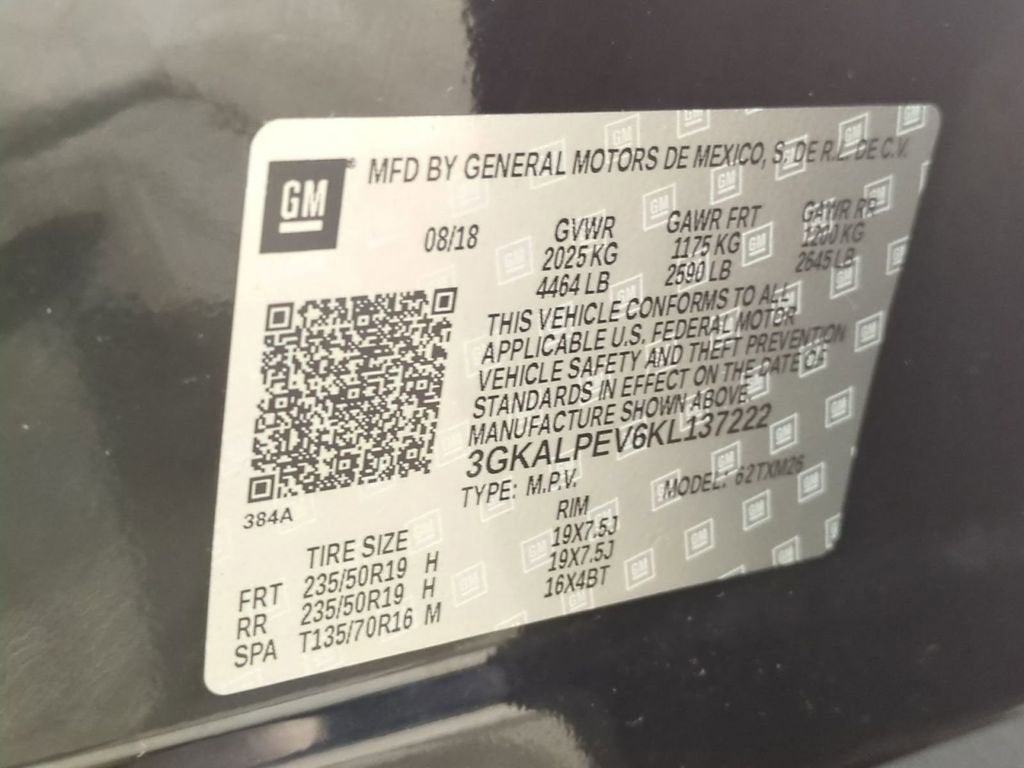 GM MFD BY GENERAL MOTORS DE MEXICO, S. DE R.L. DE C.V.
08/18 GVWR GAWR FRT GAWR RR
2025 KG 1175 KG 1200 KG
4464 LB 2590 LB 2645 LB
THIS VEHICLE CONFORMS TO ALL
APPLICABLE U.S. FEDERAL MOTOR
VEHICLE SAFETY AND THEFT PREVENTION
STANDARDS IN EFFECT ON THE DATE OF
MANUFACTURE SHOWN ABOVE.
3GKALPEV6KL137222
TYPE: M.P.V. MODEL: 62TXM26
384A
TIRE SIZE RIM
FRT 235/50R19 H 19X7.5J
RR 235/50R19 H 19X7.5J
SPA T135/70R16 M 16X4BT